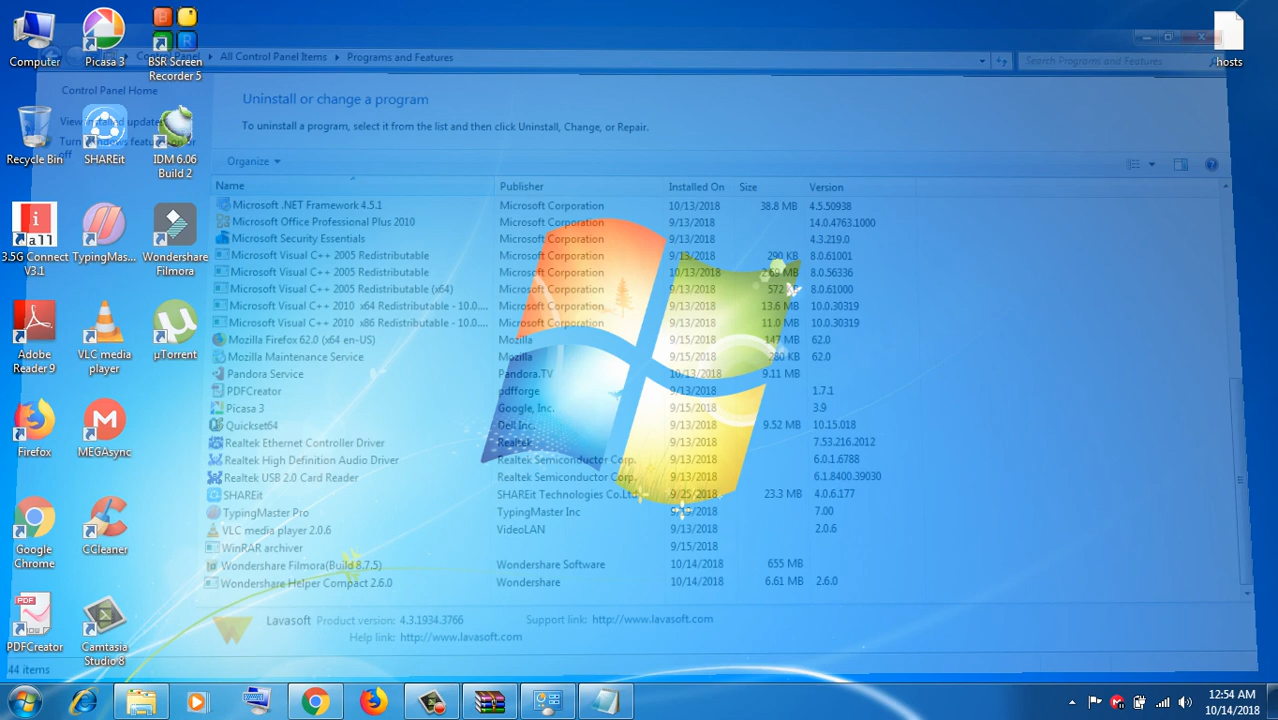 Computer
Picasa 3
BSR Screen
Recorder 5
hosts
Recycle Bin
SHAREit
IDM 6.06
Build 2
3.5G Connect
V3.1
TypingMas...
Wondershare
Filmora
Adobe
Reader 9
VLC media
player
µTorrent
Firefox
MEGAsync
Google
Chrome
CCleaner
PDFCreator
Camtasia
Studio 8
Control Panel
All Control Panel Items
Programs and Features
Search Programs and Features
Control Panel Home
View installed updates
Turn Windows features on or
off
Uninstall or change a program
To uninstall a program, select it from the list and then click Uninstall, Change, or Repair.
Organize
Name Publisher Installed On Size Version
Microsoft .NET Framework 4.5.1 Microsoft Corporation 10/13/2018 38.8 MB 4.5.50938
Microsoft Office Professional Plus 2010 Microsoft Corporation 9/13/2018 14.0.4763.1000
Microsoft Security Essentials Microsoft Corporation 9/13/2018 4.3.219.0
Microsoft Visual C++ 2005 Redistributable Microsoft Corporation 9/13/2018 290 KB 8.0.61001
Microsoft Visual C++ 2005 Redistributable Microsoft Corporation 10/13/2018 2.69 MB 8.0.56336
Microsoft Visual C++ 2005 Redistributable (x64) Microsoft Corporation 9/13/2018 572 8.0.61000
Microsoft Visual C++ 2010 x64 Redistributable - 10.0.... Microsoft Corporation 9/13/2018 13.6 MB 10.0.30319
Microsoft Visual C++ 2010 x86 Redistributable - 10.0.... Microsoft Corporation 9/13/2018 11.0 MB 10.0.30319
Mozilla Firefox 62.0 (x64 en-US) Mozilla 9/15/2018 147 MB 62.0
Mozilla Maintenance Service Mozilla 9/15/2018 280 KB 62.0
Pandora Service Pandora.TV 10/13/2018 9.11 MB
PDFCreator pdfforge 9/13/2018 1.7.1
Picasa 3 Google, Inc. 9/15/2018 3.9
Quickset64 Dell Inc. 9/13/2018 9.52 MB 10.15.018
Realtek Ethernet Controller Driver Realtek 9/13/2018 7.53.216.2012
Realtek High Definition Audio Driver Realtek Semiconductor Corp. 9/13/2018 6.0.1.6788
Realtek USB 2.0 Card Reader Realtek Semiconductor Corp. 9/13/2018 6.1.8400.39030
SHAREit SHAREit Technologies Co.Ltd 9/25/2018 23.3 MB 4.0.6.177
TypingMaster Pro TypingMaster Inc 7.00
VLC media player 2.0.6 VideoLAN 9/13/2018 2.0.6
WinRAR archiver 9/15/2018
Wondershare Filmora(Build 8.7.5) Wondershare Software 10/14/2018 655 MB
Wondershare Helper Compact 2.6.0 Wondershare 10/14/2018 6.61 MB 2.6.0
Lavasoft Product version: 4.3.1934.3766 Support link: http://www.lavasoft.com
Help link: http://www.lavasoft.com
44 items
12:54 AM
10/14/2018